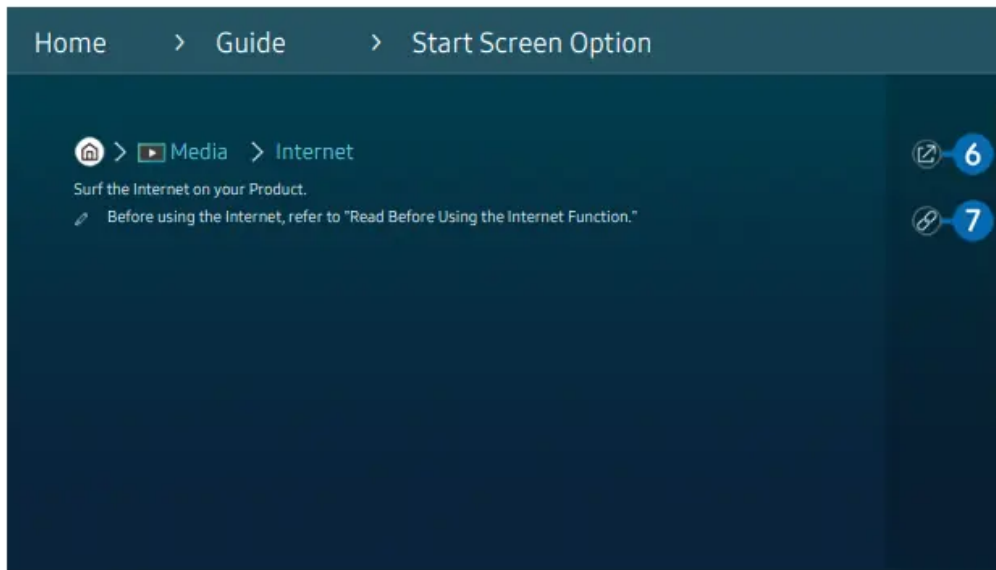 Home > Guide > Start Screen Option
> Media > Internet
6
Surf the Internet on your Product.
Before using the Internet, refer to "Read Before Using the Internet Function."
7